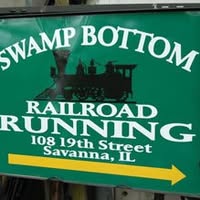 SWAMP BOTTOM
RAILROAD
RUNNING
108 19th Street
Savanna, IL